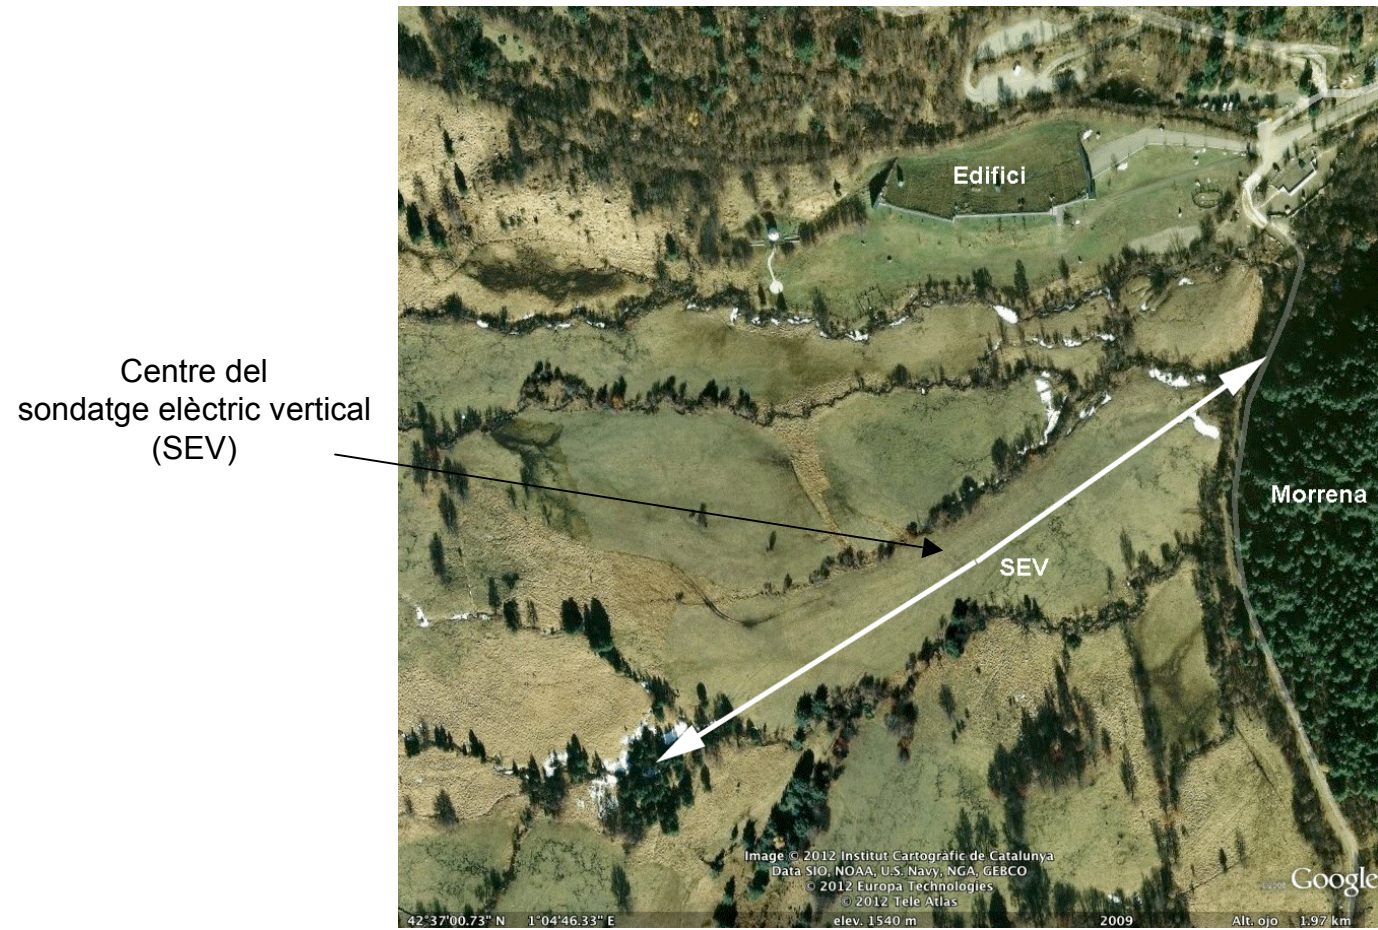 Edifici
Centre del
sondatge elèctric vertical
(SEV)
Morrena
SEV
Image © 2012 Institut Cartogràfic de Catalunya
Data SIO, NOAA, U.S. Navy, NGA, GEBCO
© 2012 Europa Technologies
© 2012 Tele Atlas
Google
42°37'00.73" N 1°04'46.33" E elev. 1540 m 2009 Alt. ojo 1.97 km